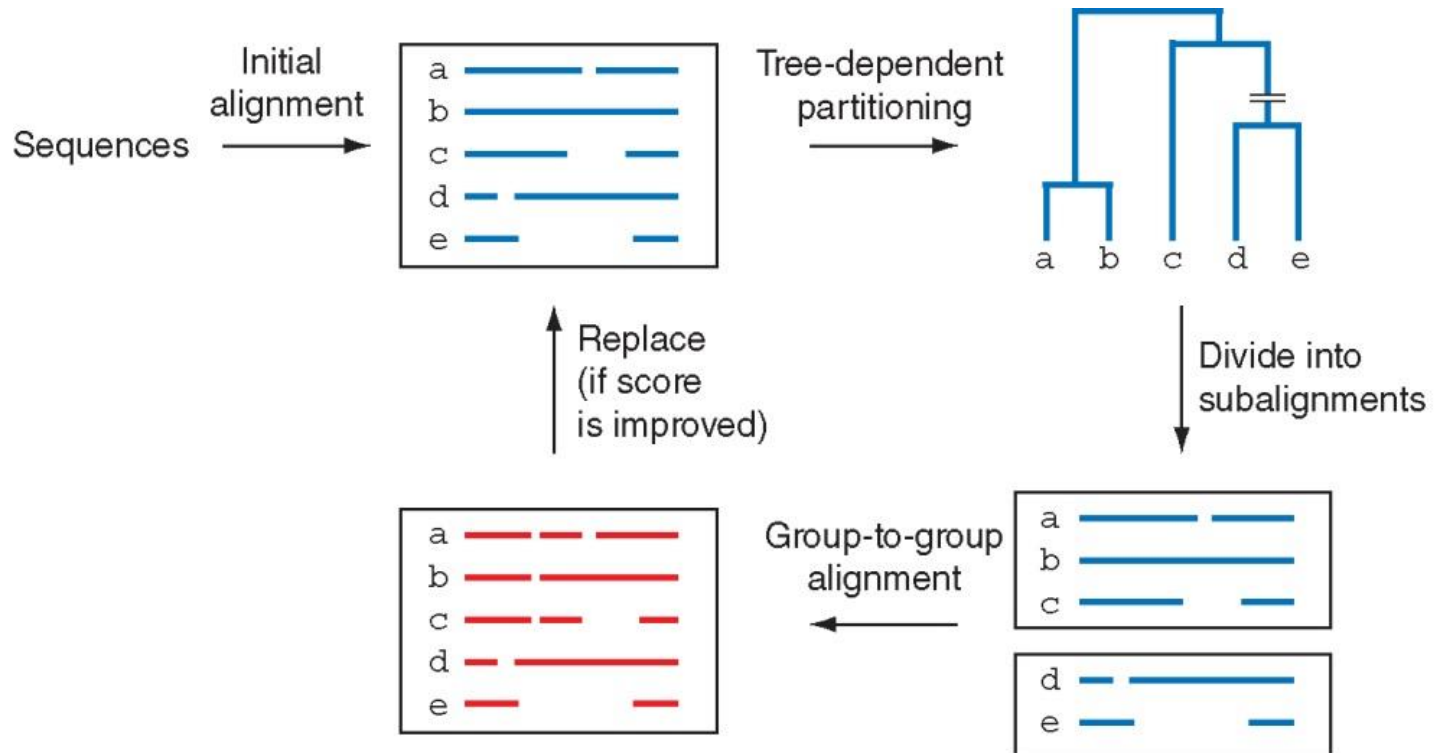 Sequences
Initial
alignment
a
b
c
d
e
Tree-dependent
partitioning
a b c d e
Divide into
subalignments
a
b
c
d
e
Group-to-group
alignment
a
b
c
d
e
Replace
(if score
is improved)